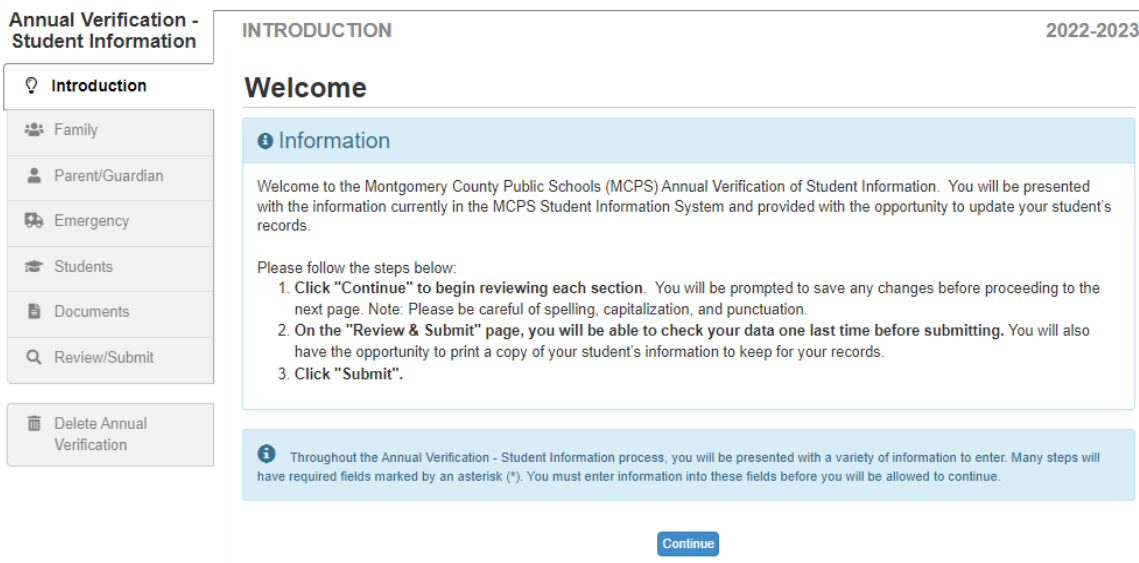 Annual Verification -
Student Information
Introduction
Family
Parent/Guardian
Emergency
Students
Documents
Review/Submit
Delete Annual
Verification
INTRODUCTION
2022-2023
Welcome
Information
Welcome to the Montgomery County Public Schools (MCPS) Annual Verification of Student Information. You will be presented
with the information currently in the MCPS Student Information System and provided with the opportunity to update your student's
records.
Please follow the steps below:
1. Click "Continue" to begin reviewing each section. You will be prompted to save any changes before proceeding to the
next page. Note: Please be careful of spelling, capitalization, and punctuation.
2. On the "Review & Submit" page, you will be able to check your data one last time before submitting. You will also
have the opportunity to print a copy of your student's information to keep for your records.
3. Click "Submit".
Throughout the Annual Verification - Student Information process, you will be presented with a variety of information to enter. Many steps will
have required fields marked by an asterisk (*). You must enter information into these fields before you will be allowed to continue.
Continue